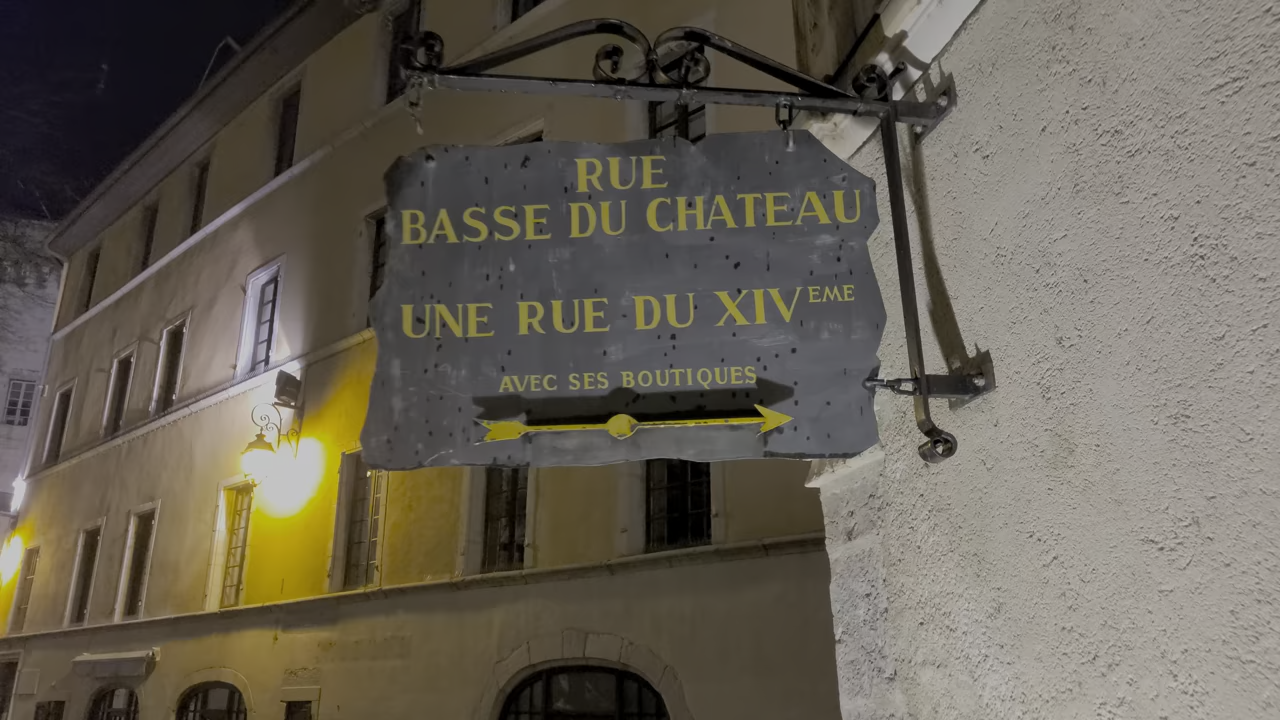 RUE
BASSE DU CHATEAU
UNE RUE DU XIVEME
AVEC SES BOUTIQUES